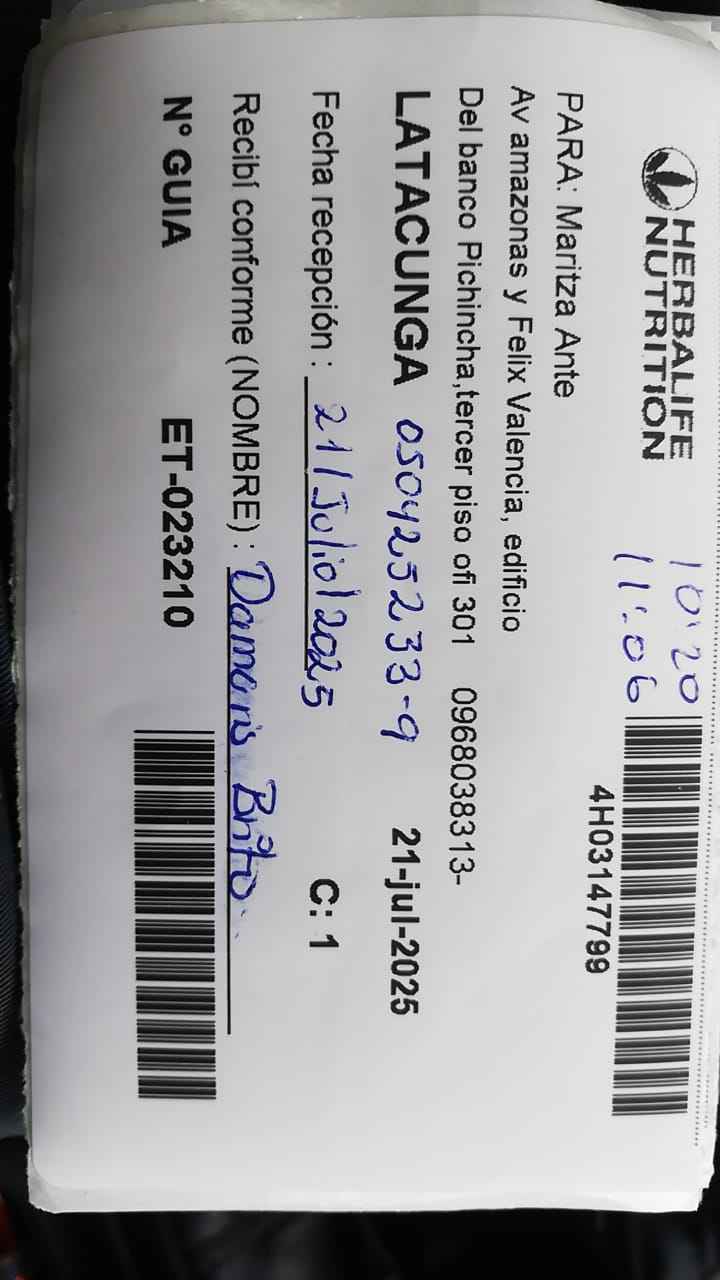 HERBALIFE
NUTRITION
10:20
11:06
4H03147799
PARA: Maritza Ante
Av amazonas y Felix Valencia, edificio
Del banco Pichincha,tercer piso ofi 301 0968038313-
LATACUNGA 050425233-9 21-jul-2025
Fecha recepción : 21/Julio/2025 C: 1
Recibí conforme (NOMBRE) : Damaris Brito
N° GUIA ET-023210